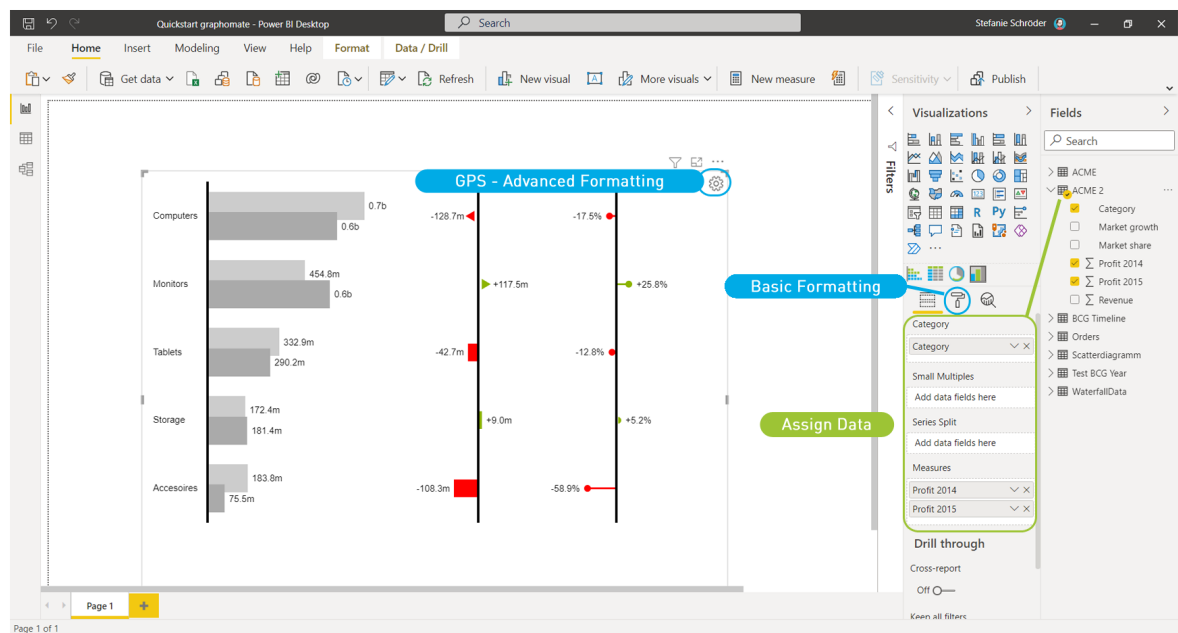 Quickstart graphomate - Power BI Desktop
Search
Stefanie Schröder
File Home Insert Modeling View Help Format Data / Drill
Get data Refresh New visual A More visuals New measure Sensitivity Publish
GPS - Advanced Formatting
Computers 0.7b 0.6b -128.7m -17.5%
Monitors 454.8m 0.6b +117.5m +25.8%
Tablets 332.9m 290.2m -42.7m -12.8%
Storage 172.4m 181.4m +9.0m +5.2%
Accesoires 183.8m 75.5m -108.3m -58.9%
Basic Formatting
Assign Data
Filters
Visualizations
R Py
...
Category
Category
Small Multiples
Add data fields here
Series Split
Add data fields here
Measures
Profit 2014
Profit 2015
Drill through
Cross-report
Off
Keep all filters
Fields
Search
ACME
ACME 2
Category
Market growth
Market share
∑ Profit 2014
∑ Profit 2015
∑ Revenue
BCG Timeline
Orders
Scatterdiagramm
Test BCG Year
WaterfallData
Page 1 +
Page 1 of 1